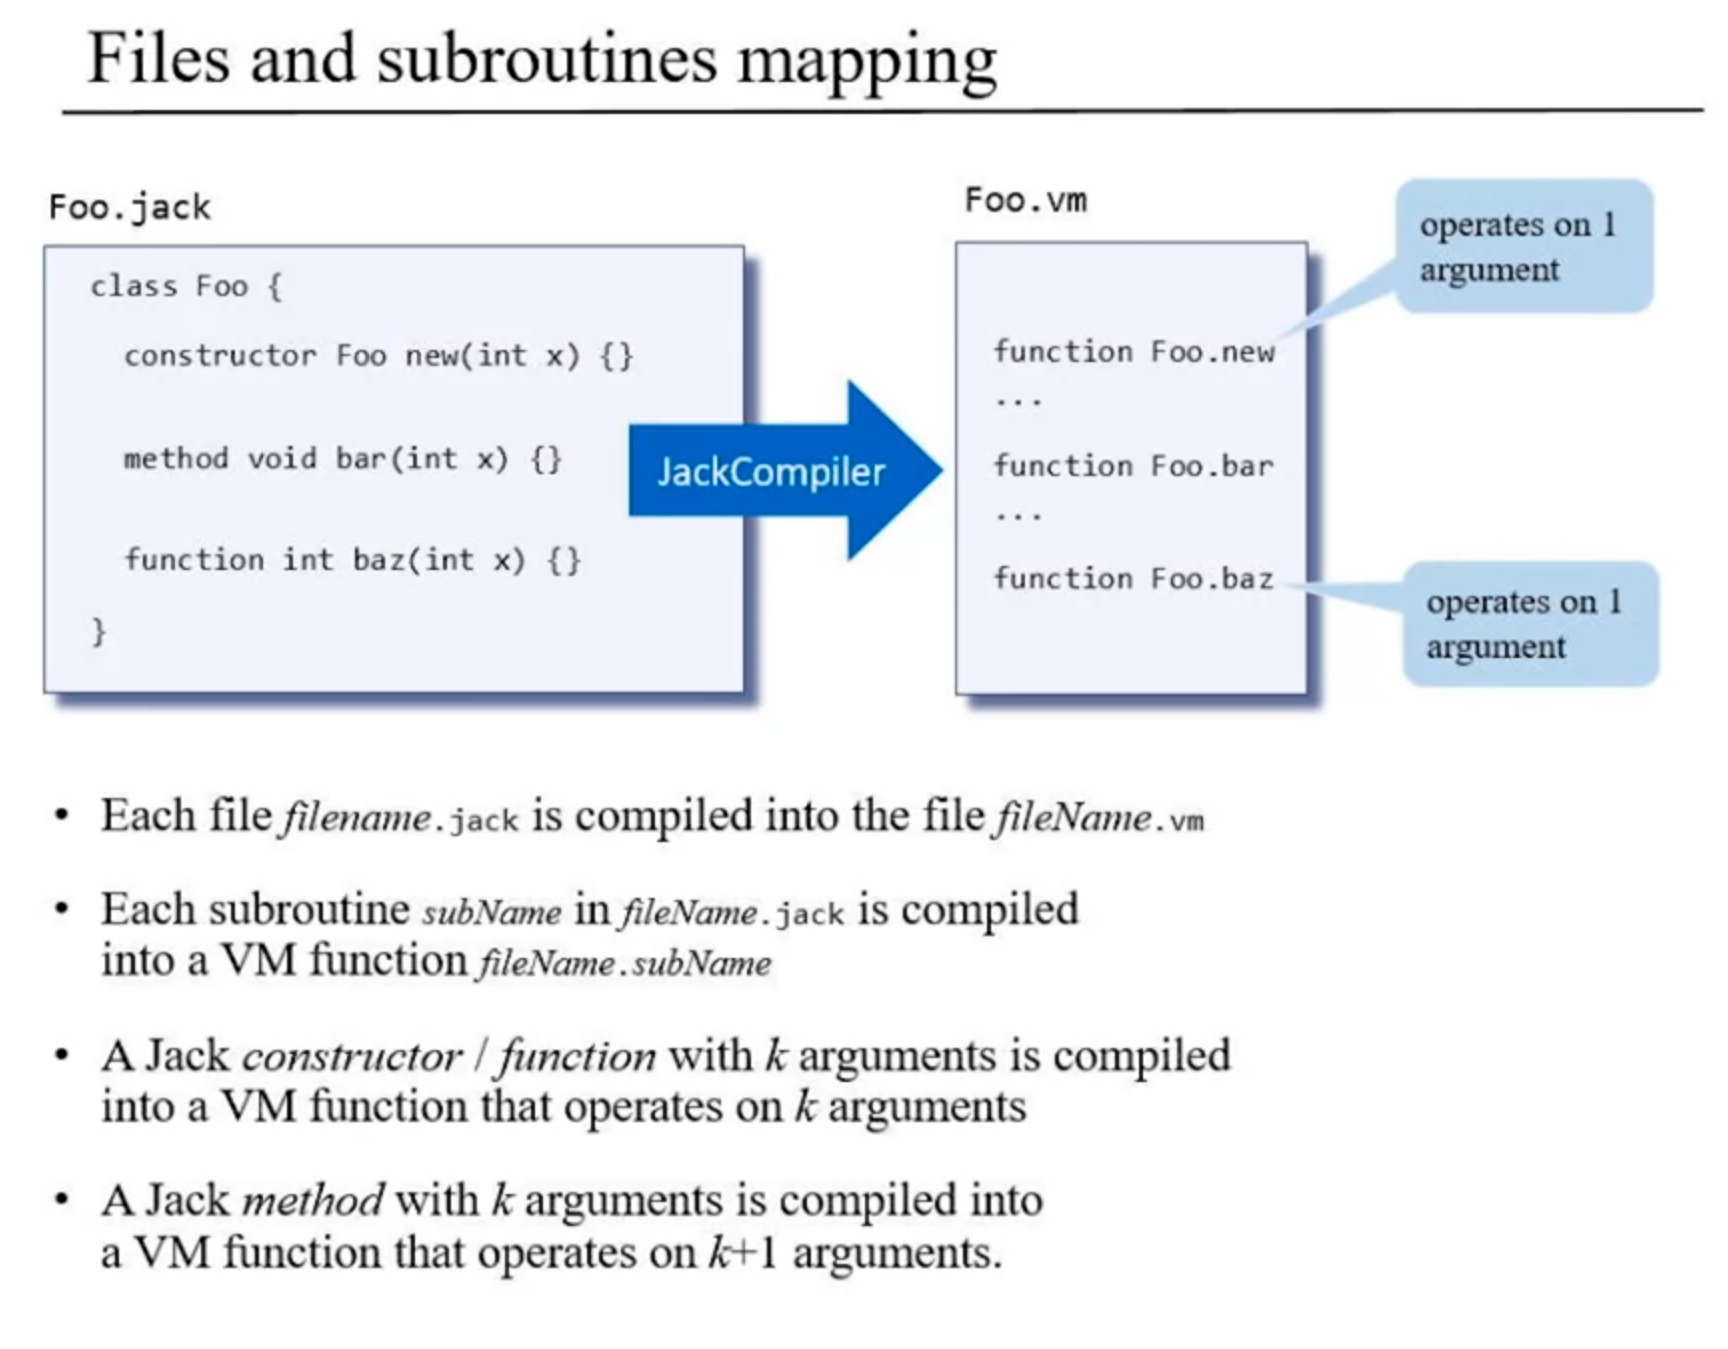 Files and subroutines mapping
Foo.jack
class Foo {
constructor Foo new(int x) {}
method void bar(int x) {}
function int baz(int x) {}
}
JackCompiler
Foo.vm
function Foo.new
...
function Foo.bar
...
function Foo.baz
operates on 1
argument
operates on 1
argument
• Each file filename.jack is compiled into the file fileName.vm
• Each subroutine subName in fileName.jack is compiled
into a VM function fileName.subName
• A Jack constructor / function with k arguments is compiled
into a VM function that operates on k arguments
• A Jack method with k arguments is compiled into
a VM function that operates on k+1 arguments.